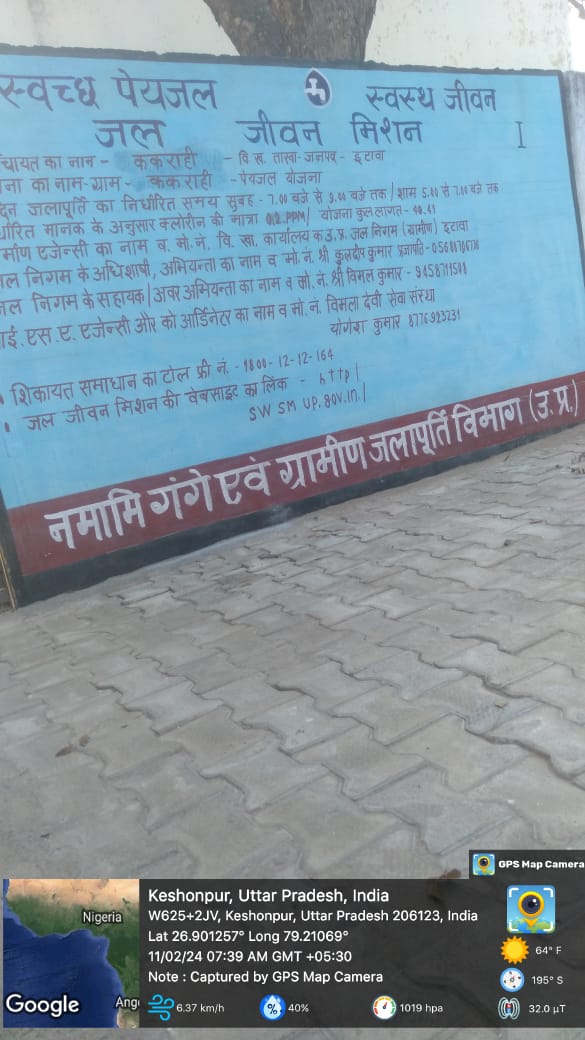 स्वच्छ पेयजल स्वस्थ जीवन
जल जीवन मिशन
चायत का नाम - ककराही - वि.ख. ताखा-जनपद - इटावा
ना का नाम-ग्राम- ककराही - पेयजल योजना
जलापूर्ति का निर्धारित समय सुबह - 7.00 बजे से 9.00 बजे तक / शाम 5.00 से 7.00 बजे तक
र्धारित मानक के अनुसार क्लोरीन की मात्रा 0.2 PPM/ योजना कुल लागत -
र्माण एजेन्सी का नाम व. मो.नं. वि. खा. कार्यालय क उ.प्र. जल निगम (ग्रामीण) इटावा
ल निगम के अधिशाषी, अभियन्ता का नाम व मो.नं. श्री कुलदीप कुमार प्रजापति -
ल निगम के सहायक/अवर अभियन्ता का नाम व मो.नं. श्री विमल कुमार - 9458711508
ई.एस.ए. एजेन्सी और को आर्डिनेटर का नाम व मो.नं. विमला देवी सेवा संस्था
योगेश कुमार 8776923231
• शिकायत समाधान का टोल फ्री नं. - 1800-12-12-164
• जल जीवन मिशन की वेबसाइट का लिंक - http|
SWSM UP.gov.in.|
नमामि गंगे एवं ग्रामीण जलापूर्ति विभाग (उ.प्र.)
GPS Map Camera
Keshonpur, Uttar Pradesh, India
W625+2JV, Keshonpur, Uttar Pradesh 206123, India
Lat 26.901257° Long 79.21069°
11/02/24 07:39 AM GMT +05:30
Note : Captured by GPS Map Camera
Nigeria
Ang
Google
6.37 km/h 40% 1019 hpa
64° F
195° S
32.0 µT